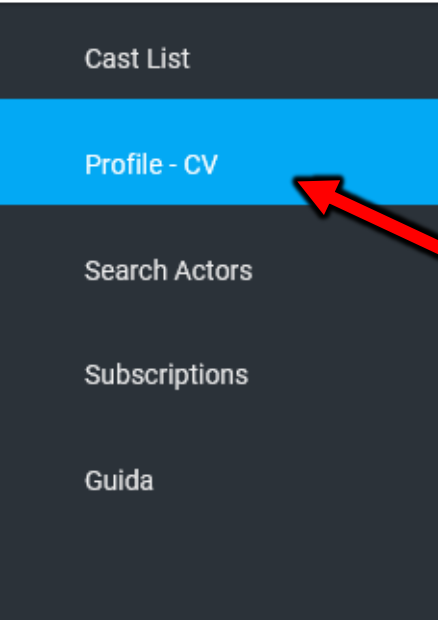 Cast List
Profile - CV
Search Actors
Subscriptions
Guida